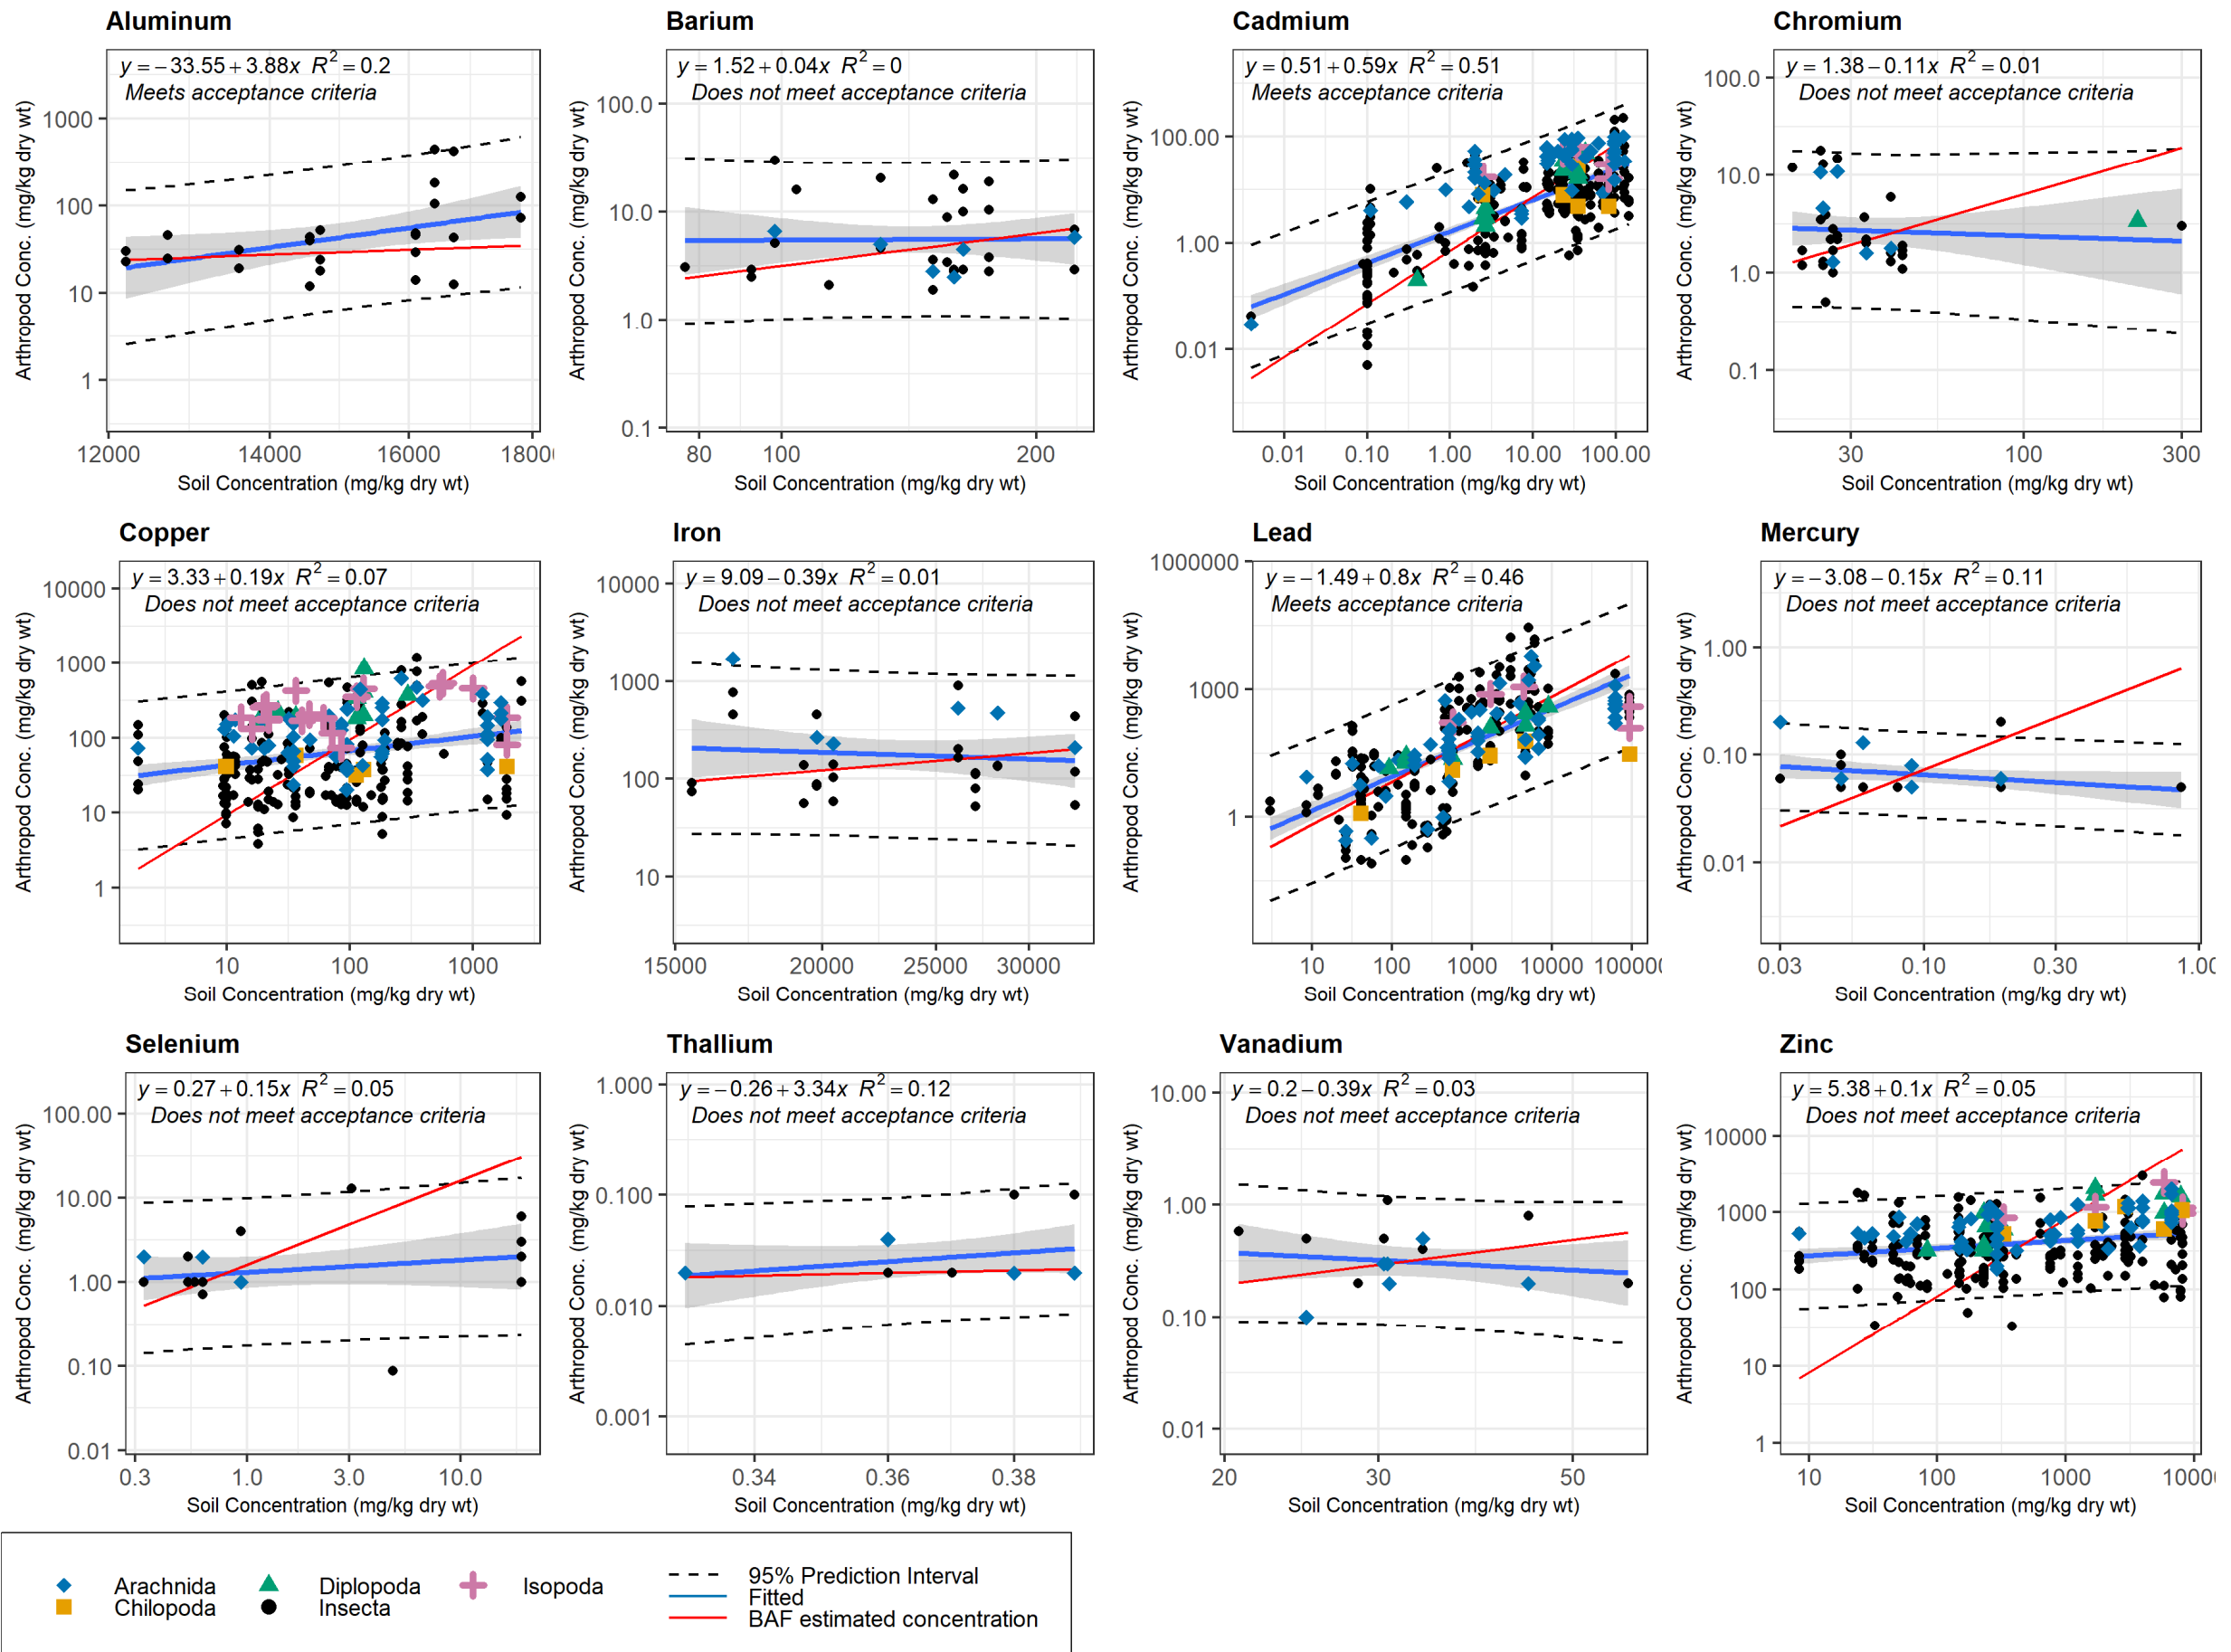 Aluminum
y = −33.55 + 3.88x R² = 0.2
Meets acceptance criteria
Arthropod Conc. (mg/kg dry wt)
1000
100
10
1
12000 14000 16000 1800
Soil Concentration (mg/kg dry wt)
Barium
y = 1.52 + 0.04x R² = 0
Does not meet acceptance criteria
Arthropod Conc. (mg/kg dry wt)
100.0
10.0
1.0
0.1
80 100 200
Soil Concentration (mg/kg dry wt)
Cadmium
y = 0.51 + 0.59x R² = 0.51
Meets acceptance criteria
Arthropod Conc. (mg/kg dry wt)
100.00
1.00
0.01
0.01 0.10 1.00 10.00 100.00
Soil Concentration (mg/kg dry wt)
Chromium
y = 1.38 − 0.11x R² = 0.01
Does not meet acceptance criteria
Arthropod Conc. (mg/kg dry wt)
100.0
10.0
1.0
0.1
30 100 300
Soil Concentration (mg/kg dry wt)
Copper
y = 3.33 + 0.19x R² = 0.07
Does not meet acceptance criteria
Arthropod Conc. (mg/kg dry wt)
10000
1000
100
10
1
10 100 1000
Soil Concentration (mg/kg dry wt)
Iron
y = 9.09 − 0.39x R² = 0.01
Does not meet acceptance criteria
Arthropod Conc. (mg/kg dry wt)
10000
1000
100
10
15000 20000 25000 30000
Soil Concentration (mg/kg dry wt)
Lead
y = −1.49 + 0.8x R² = 0.46
Meets acceptance criteria
Arthropod Conc. (mg/kg dry wt)
1000000
1000
1
10 100 1000 10000 10000
Soil Concentration (mg/kg dry wt)
Mercury
y = −3.08 − 0.15x R² = 0.11
Does not meet acceptance criteria
Arthropod Conc. (mg/kg dry wt)
1.00
0.10
0.01
0.03 0.10 0.30 1.00
Soil Concentration (mg/kg dry wt)
Selenium
y = 0.27 + 0.15x R² = 0.05
Does not meet acceptance criteria
Arthropod Conc. (mg/kg dry wt)
100.00
10.00
1.00
0.10
0.01
0.3 1.0 3.0 10.0
Soil Concentration (mg/kg dry wt)
Thallium
y = −0.26 + 3.34x R² = 0.12
Does not meet acceptance criteria
Arthropod Conc. (mg/kg dry wt)
1.000
0.100
0.010
0.001
0.34 0.36 0.38
Soil Concentration (mg/kg dry wt)
Vanadium
y = 0.2 − 0.39x R² = 0.03
Does not meet acceptance criteria
Arthropod Conc. (mg/kg dry wt)
10.00
1.00
0.10
0.01
20 30 50
Soil Concentration (mg/kg dry wt)
Zinc
y = 5.38 + 0.1x R² = 0.05
Does not meet acceptance criteria
Arthropod Conc. (mg/kg dry wt)
10000
1000
100
10
1
10 100 1000 1000
Soil Concentration (mg/kg dry wt)
Arachnida Diplopoda Isopoda
Chilopoda Insecta
95% Prediction Interval
Fitted
BAF estimated concentration